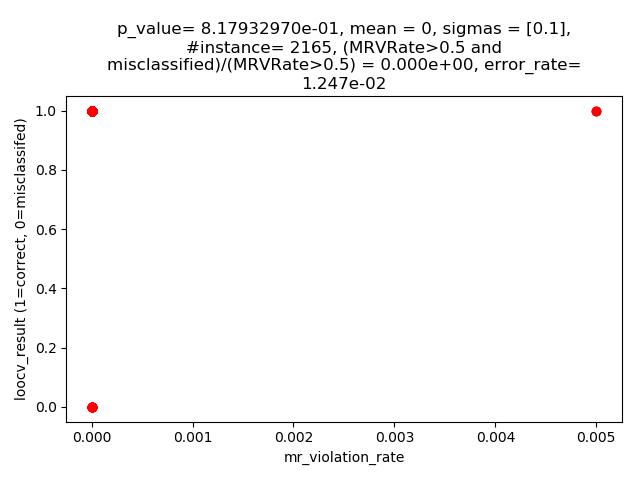 p_value= 8.17932970e-01, mean = 0, sigmas = [0.1],
#instance= 2165, (MRVRate>0.5 and
misclassified)/(MRVRate>0.5) = 0.000e+00, error_rate=
1.247e-02
loocv_result (1=correct, 0=misclassifed)
1.0
0.8
0.6
0.4
0.2
0.0
0.000 0.001 0.002 0.003 0.004 0.005
mr_violation_rate